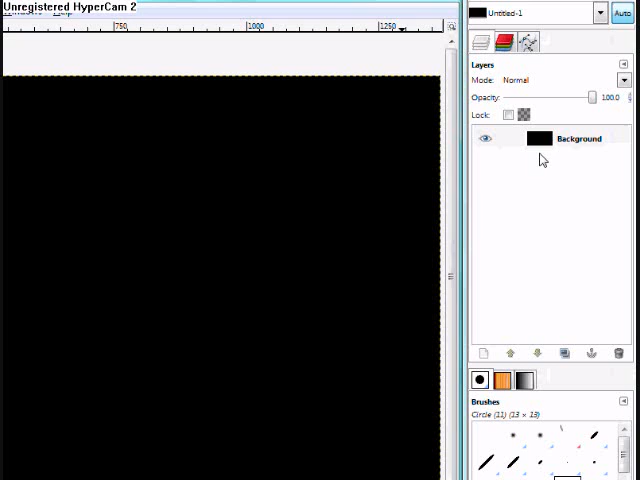 Unregistered HyperCam 2
Untitled-1
Auto
750
1000
1250
Layers
Mode: Normal
Opacity: 100.0
Lock:
Background
Brushes
Circle (11) (13 × 13)